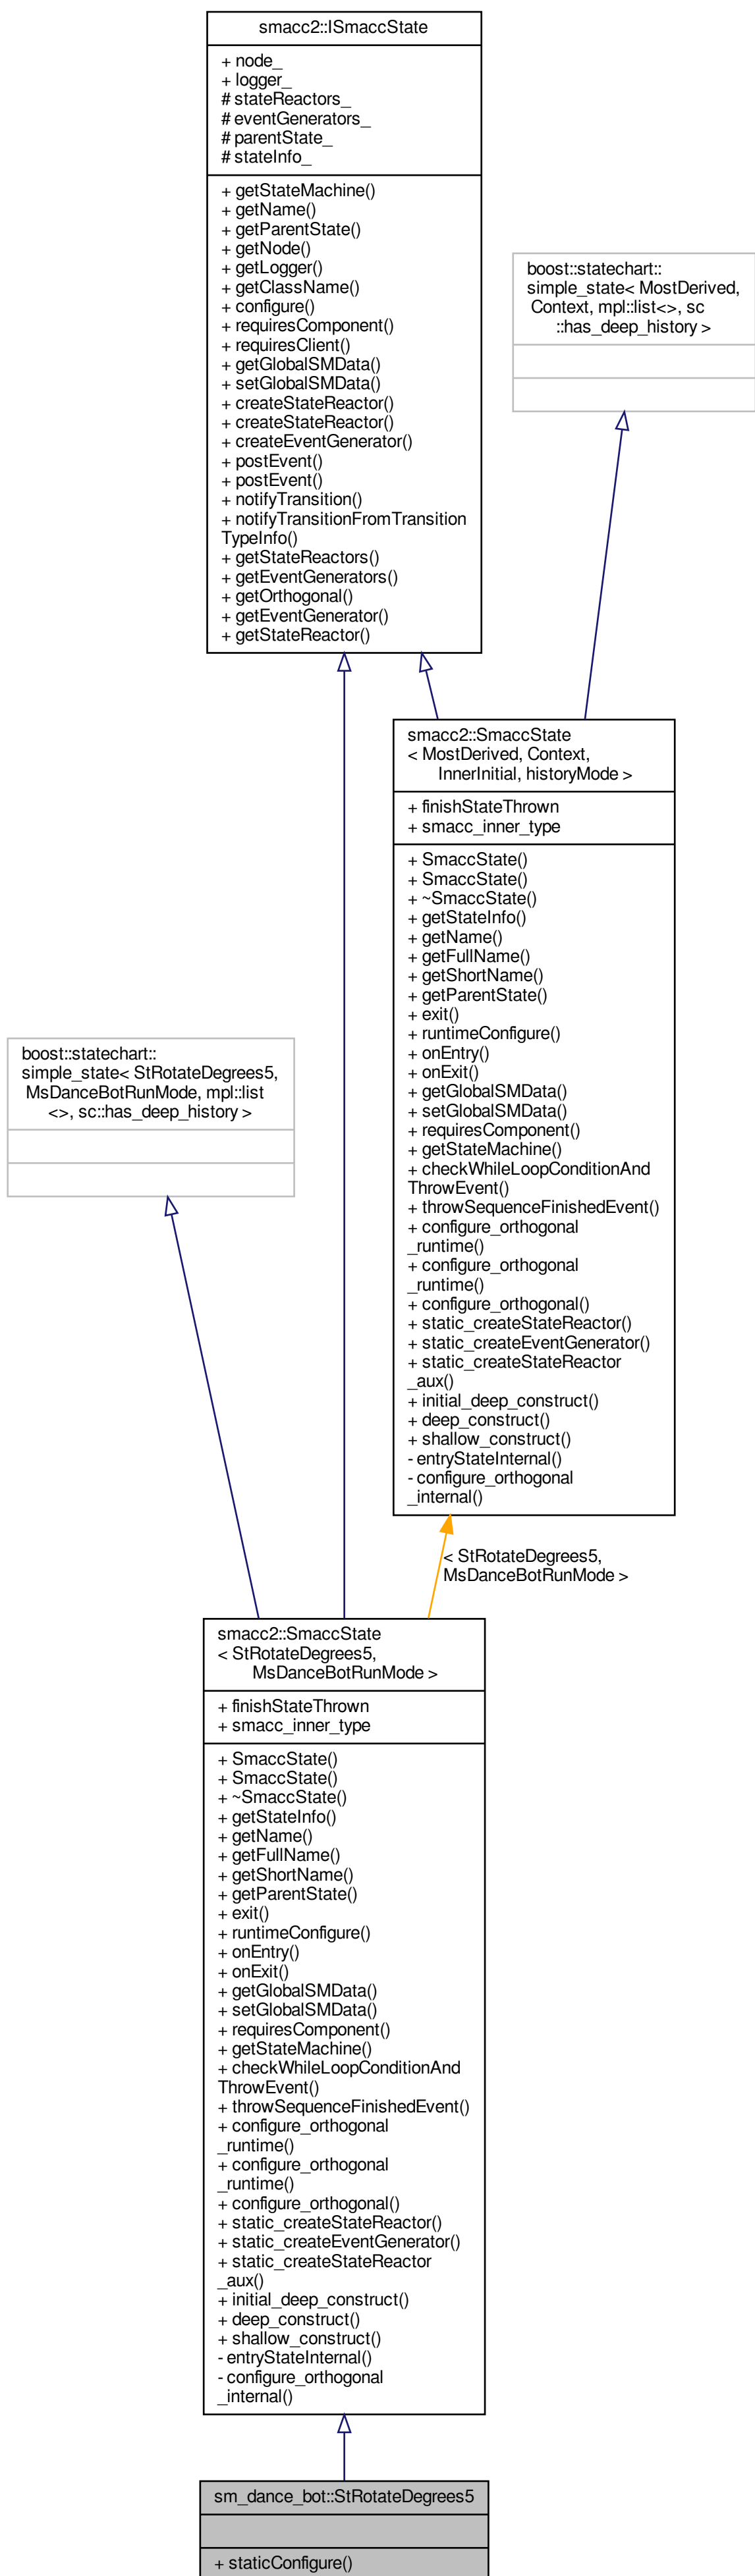 smacc2::ISmaccState
+ node_
+ logger_
# stateReactors_
# eventGenerators_
# parentState_
# stateInfo_
+ getStateMachine()
+ getName()
+ getParentState()
+ getNode()
+ getLogger()
+ getClassName()
+ configure()
+ requiresComponent()
+ requiresClient()
+ getGlobalSMData()
+ setGlobalSMData()
+ createStateReactor()
+ createStateReactor()
+ createEventGenerator()
+ postEvent()
+ postEvent()
+ notifyTransition()
+ notifyTransitionFromTransition
TypeInfo()
+ getStateReactors()
+ getEventGenerators()
+ getOrthogonal()
+ getEventGenerator()
+ getStateReactor()
boost::statechart::
simple_state< MostDerived,
Context, mpl::list<>, sc
::has_deep_history >
smacc2::SmaccState
< MostDerived, Context,
InnerInitial, historyMode >
+ finishStateThrown
+ smacc_inner_type
+ SmaccState()
+ SmaccState()
+ ~SmaccState()
+ getStateInfo()
+ getName()
+ getFullName()
+ getShortName()
+ getParentState()
+ exit()
+ runtimeConfigure()
+ onEntry()
+ onExit()
+ getGlobalSMData()
+ setGlobalSMData()
+ requiresComponent()
+ getStateMachine()
+ checkWhileLoopConditionAnd
ThrowEvent()
+ throwSequenceFinishedEvent()
+ configure_orthogonal
_runtime()
+ configure_orthogonal
_runtime()
+ configure_orthogonal()
+ static_createStateReactor()
+ static_createEventGenerator()
+ static_createStateReactor
_aux()
+ initial_deep_construct()
+ deep_construct()
+ shallow_construct()
- entryStateInternal()
- configure_orthogonal
_internal()
boost::statechart::
simple_state< StRotateDegrees5,
MsDanceBotRunMode, mpl::list
<>, sc::has_deep_history >
< StRotateDegrees5,
MsDanceBotRunMode >
smacc2::SmaccState
< StRotateDegrees5,
MsDanceBotRunMode >
+ finishStateThrown
+ smacc_inner_type
+ SmaccState()
+ SmaccState()
+ ~SmaccState()
+ getStateInfo()
+ getName()
+ getFullName()
+ getShortName()
+ getParentState()
+ exit()
+ runtimeConfigure()
+ onEntry()
+ onExit()
+ getGlobalSMData()
+ setGlobalSMData()
+ requiresComponent()
+ getStateMachine()
+ checkWhileLoopConditionAnd
ThrowEvent()
+ throwSequenceFinishedEvent()
+ configure_orthogonal
_runtime()
+ configure_orthogonal
_runtime()
+ configure_orthogonal()
+ static_createStateReactor()
+ static_createEventGenerator()
+ static_createStateReactor
_aux()
+ initial_deep_construct()
+ deep_construct()
+ shallow_construct()
- entryStateInternal()
- configure_orthogonal
_internal()
sm_dance_bot::StRotateDegrees5
+ staticConfigure()